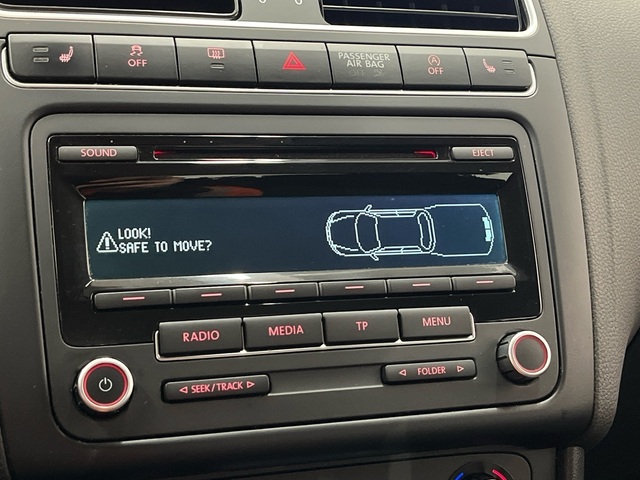 OFF
PASSENGER
AIR BAG
OFF
SOUND
EJECT
LOOK!
SAFE TO MOVE?
RADIO
MEDIA
TP
MENU
SEEK/TRACK
FOLDER